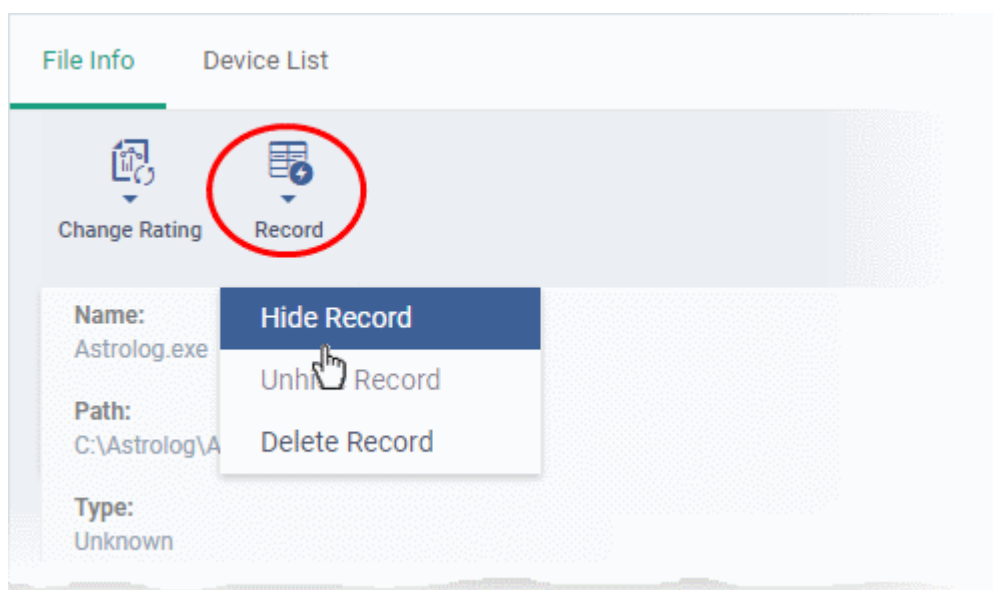 File Info Device List
Change Rating Record
Name:
Astrolog.exe
Path:
C:\Astrolog\A
Type:
Unknown
Hide Record
Record
Delete Record